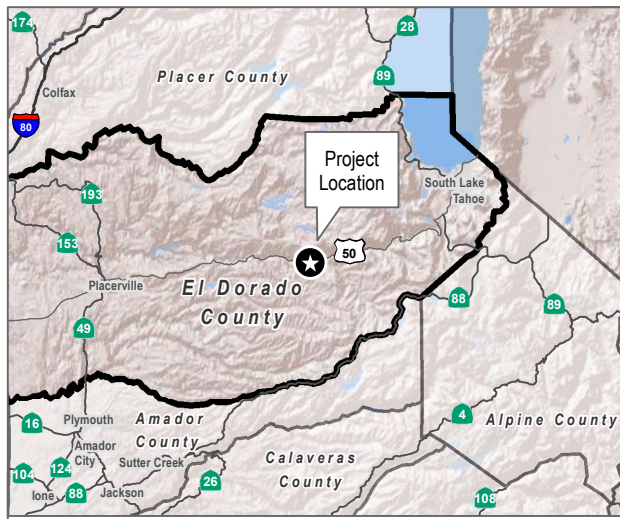 174
28
Colfax
Placer County
89
80
Project
Location
South Lake
Tahoe
193
153
50
Placerville
El Dorado
County
88
89
49
16
Plymouth
Amador
County
4
Alpine County
Amador
City
124
104
Sutter Creek
Calaveras
County
Ione
88
Jackson
26
108